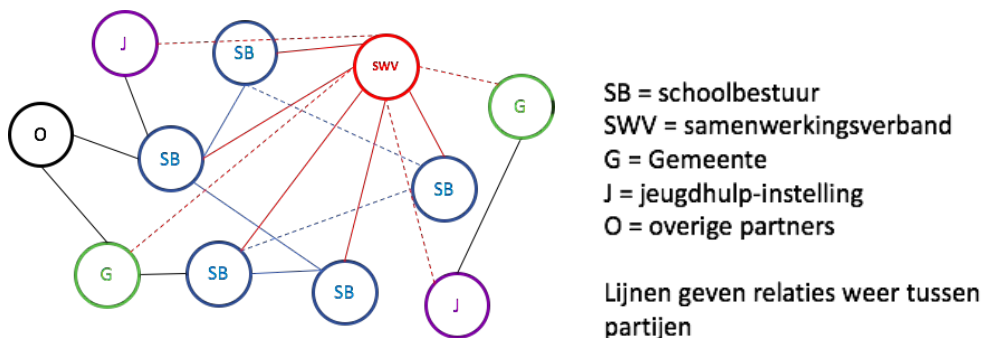 J
SB
SWV
G
O
SB
SB
G
SB
SB
J
SB = schoolbestuur
SWV = samenwerkingsverband
G = Gemeente
J = jeugdhulp-instelling
O = overige partners
Lijnen geven relaties weer tussen
partijen